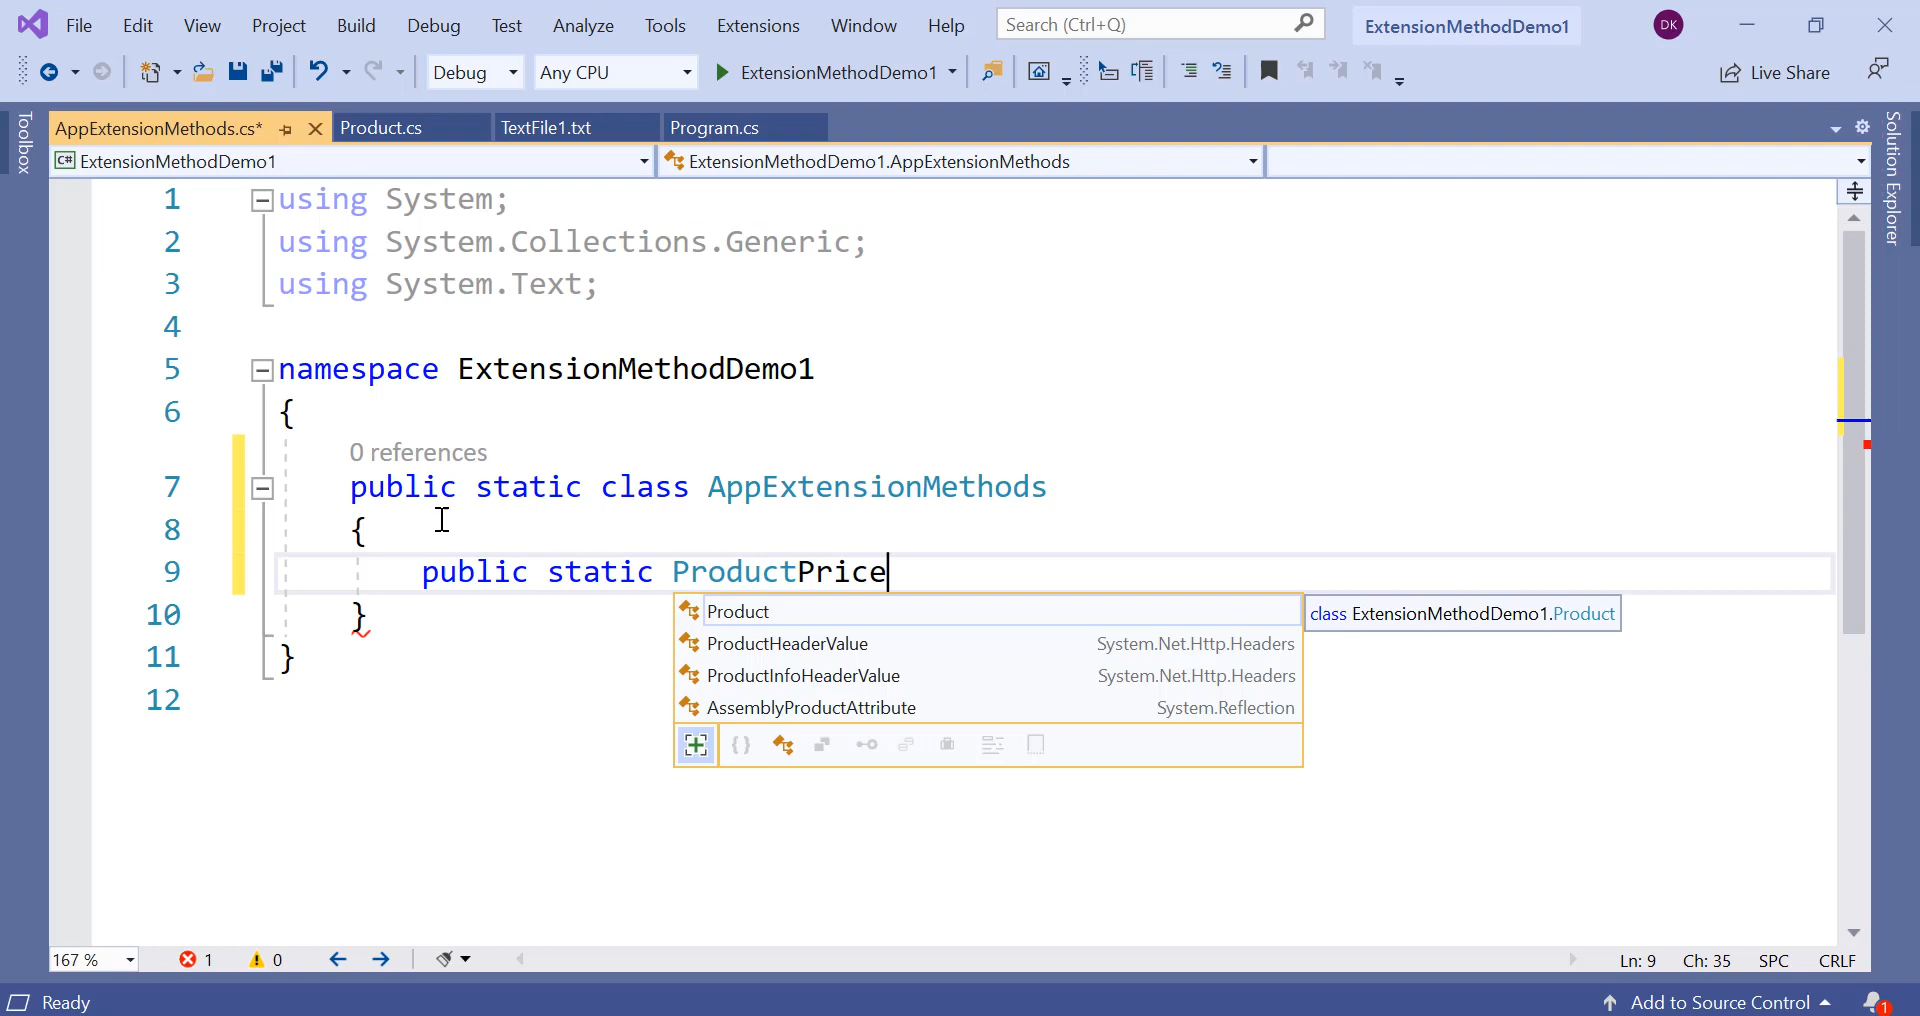 File Edit View Project Build Debug Test Analyze Tools Extensions Window Help Search (Ctrl+Q) ExtensionMethodDemo1 DK
Debug Any CPU ExtensionMethodDemo1 Live Share
AppExtensionMethods.cs* Product.cs TextFile1.txt Program.cs
C# ExtensionMethodDemo1 ExtensionMethodDemo1.AppExtensionMethods
Toolbox
Solution Explorer
1 using System;
2 using System.Collections.Generic;
3 using System.Text;
4
5 namespace ExtensionMethodDemo1
6 {
0 references
7 public static class AppExtensionMethods
8 {
9 public static ProductPrice
10 }
11 }
12
Product class ExtensionMethodDemo1.Product
ProductHeaderValue System.Net.Http.Headers
ProductInfoHeaderValue System.Net.Http.Headers
AssemblyProductAttribute System.Reflection
167 % 1 0 Ln: 9 Ch: 35 SPC CRLF
Ready Add to Source Control 1